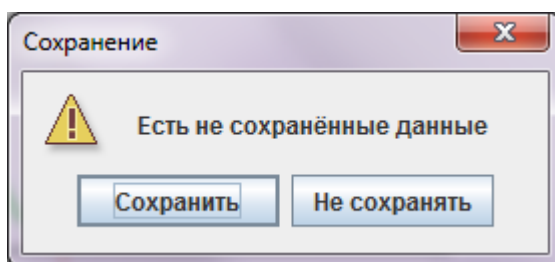 Сохранение
Есть не сохранённые данные
Сохранить
Не сохранять